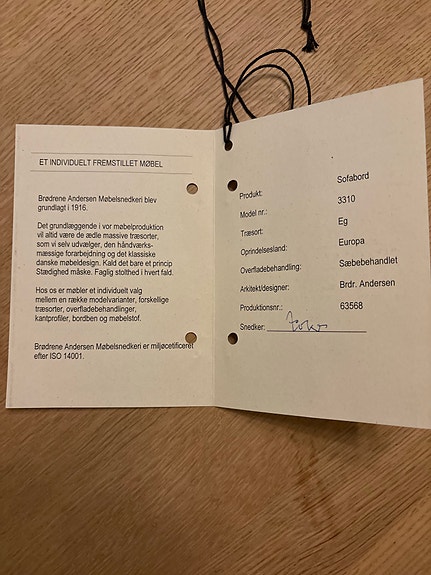 ET INDIVIDUELT FREMSTILLET MØBEL
Brødrene Andersen Møbelsnedkeri blev
grundlagt i 1916.
Det grundlæggende i vor møbelproduktion
vil altid være de ædle massive træsorter,
som vi selv udvælger, den håndværks-
mæssige forarbejdning og det klassiske
danske møbeldesign. Kald det bare et princip
Stædighed måske. Faglig stolthed i hvert fald.
Hos os er møbler et individuelt valg
mellem en række modelvarianter, forskellige
træsorter, overfladebehandlinger,
kantprofiler, bordben og møbelstof.
Brødrene Andersen Møbelsnedkeri er miljøcetificeret
efter ISO 14001.
Produkt: Sofabord
Model nr.: 3310
Træsort: Eg
Oprindelsesland: Europa
Overfladebehandling: Sæbebehandlet
Arkitekt/designer: Brdr. Andersen
Produktionsnr.: 63568
Snedker: